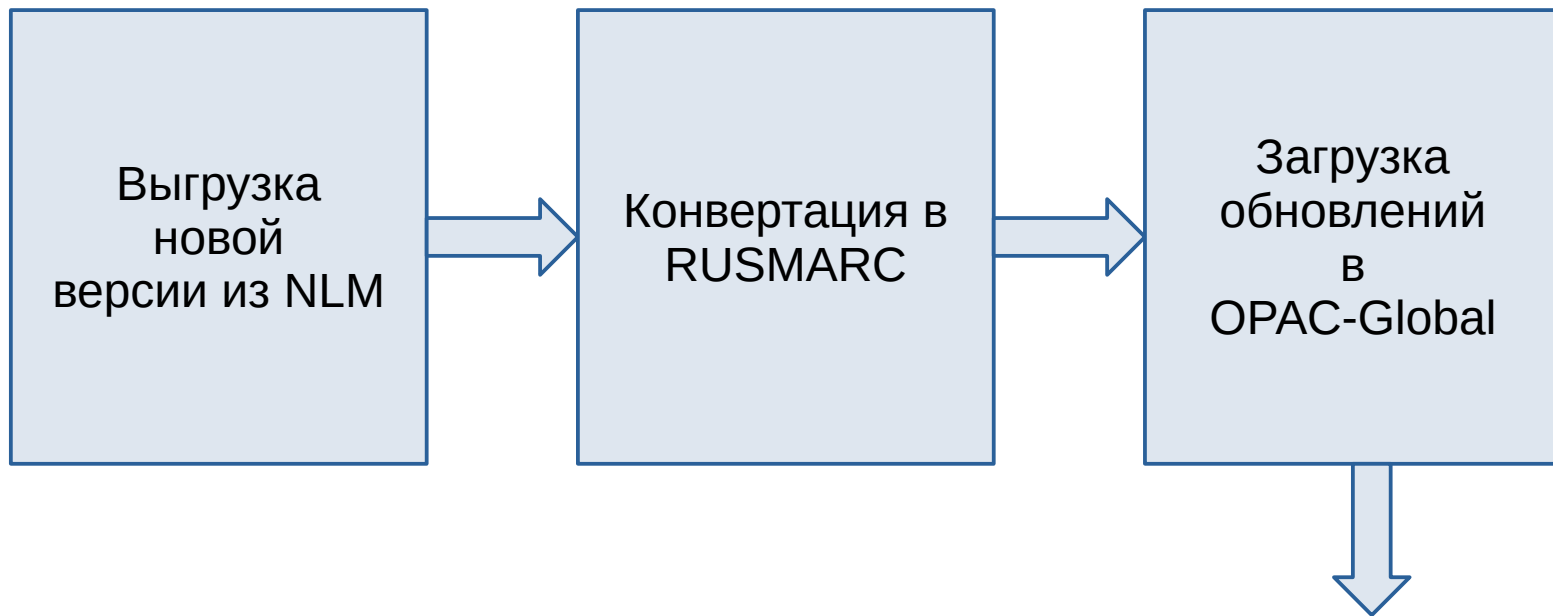 Выгрузка
новой
версии из NLM
Конвертация в
RUSMARC
Загрузка
обновлений
в
OPAC-Global